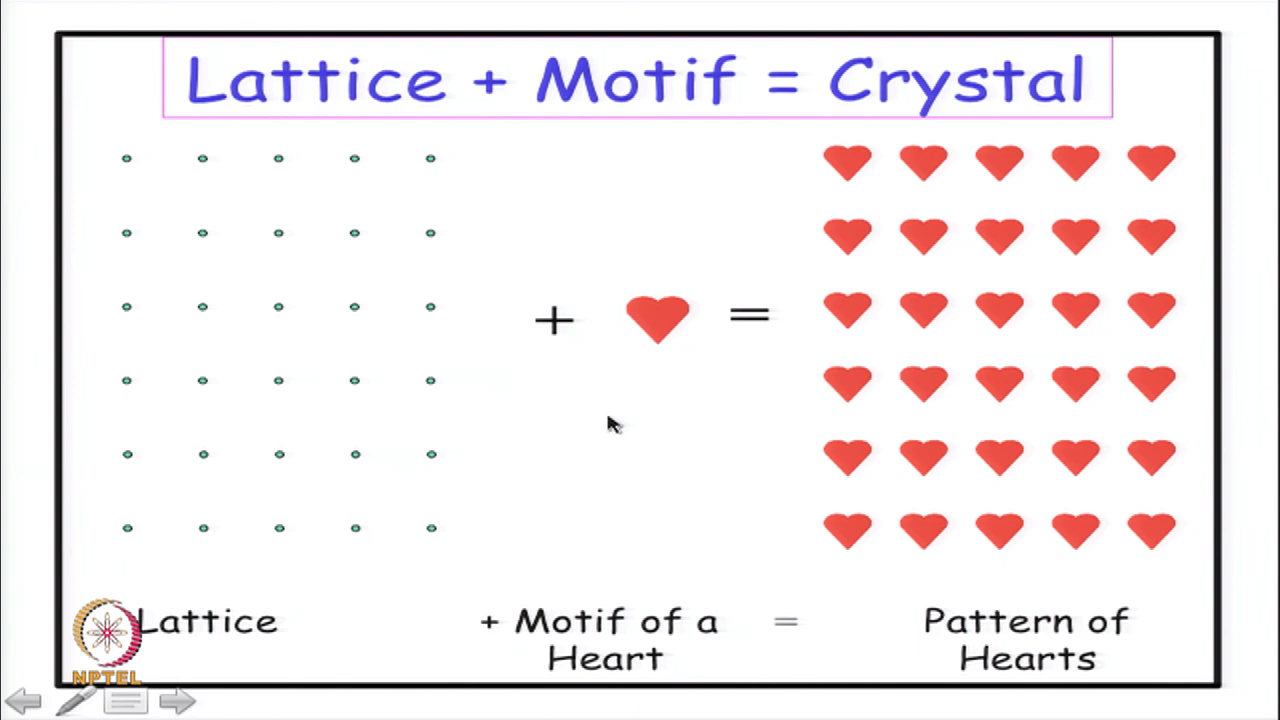 Lattice + Motif = Crystal
+ =
Lattice + Motif of a = Pattern of
Heart Hearts
NPTEL